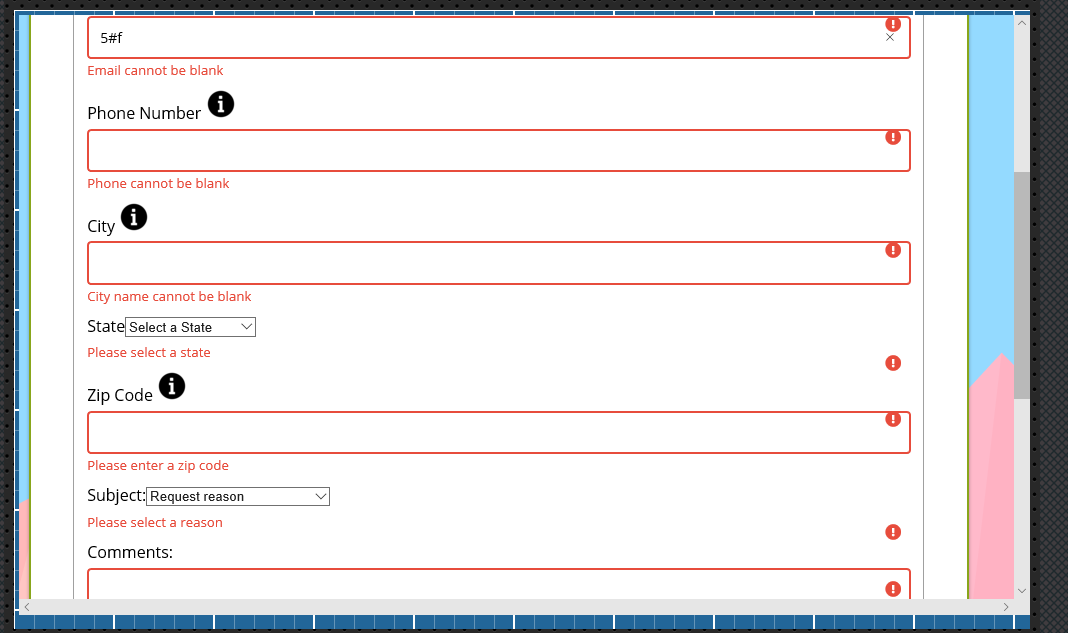 5#f
Email cannot be blank
Phone Number
Phone cannot be blank
City
City name cannot be blank
State Select a State
Please select a state
Zip Code
Please enter a zip code
Subject: Request reason
Please select a reason
Comments: